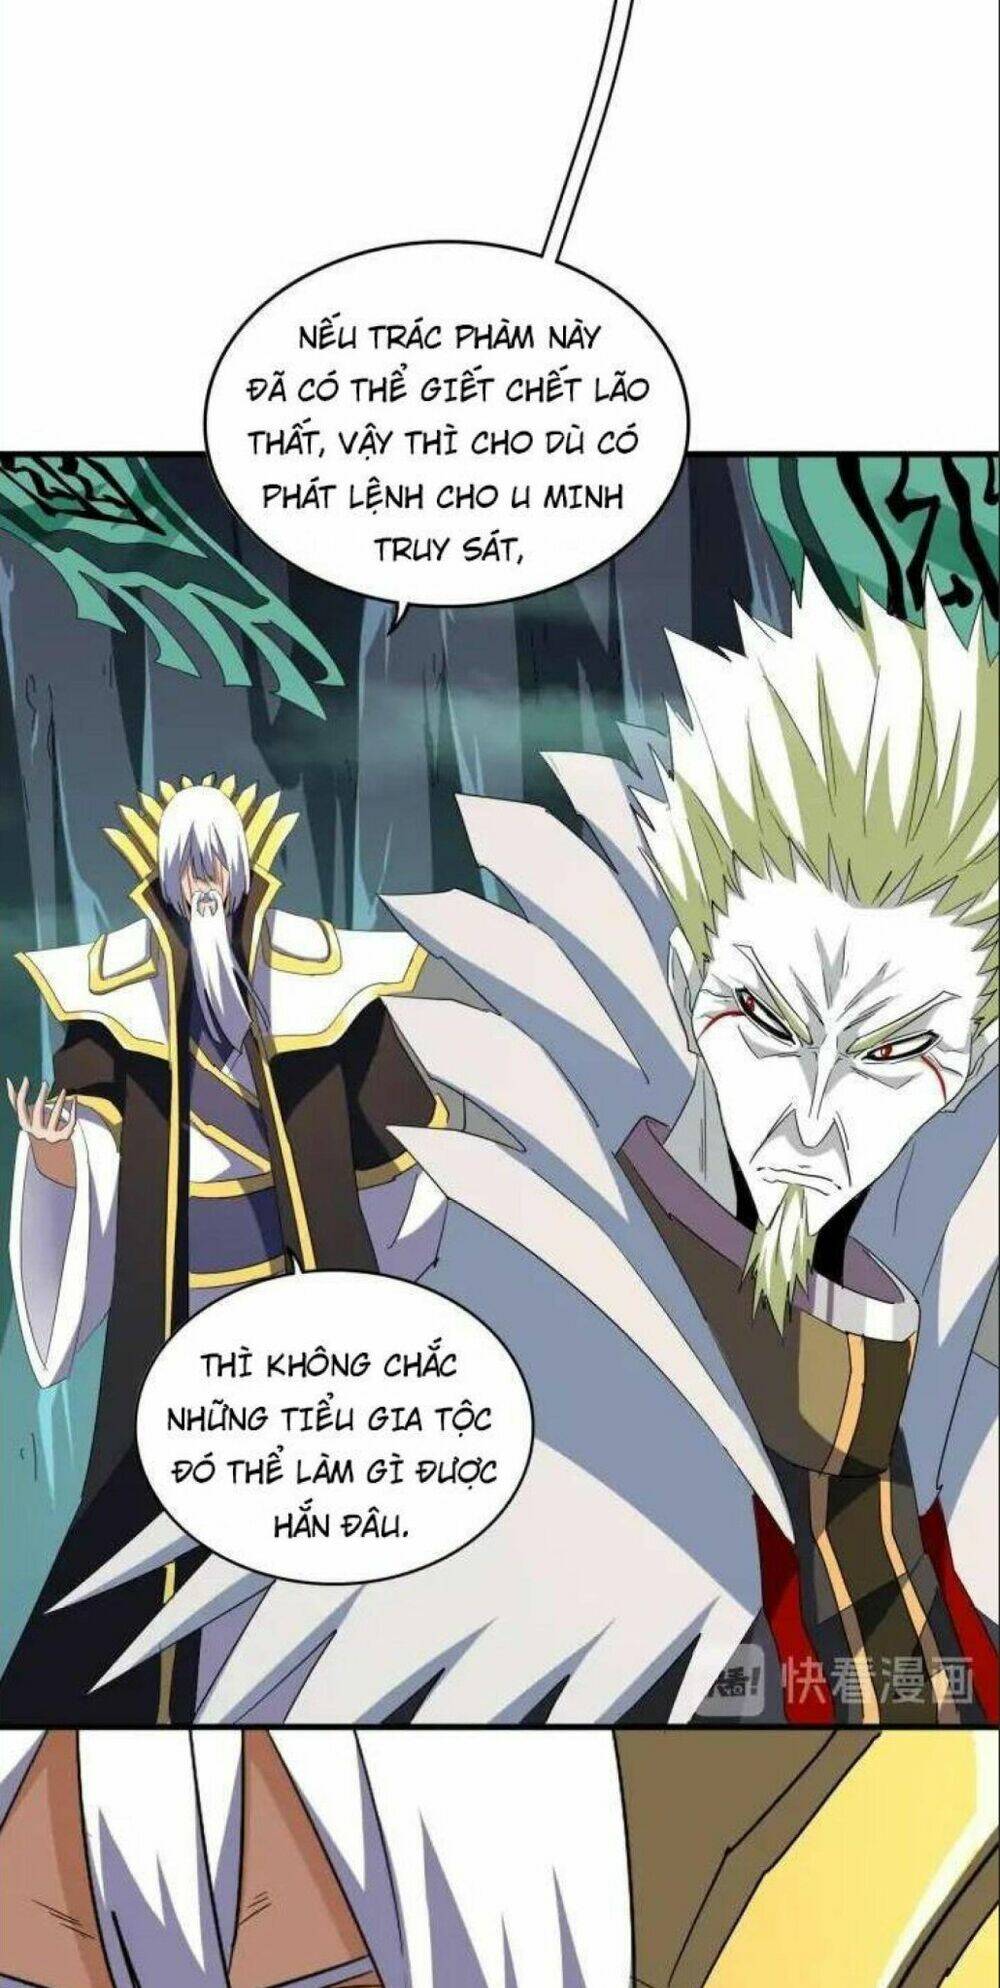 NẾU TRÁC PHÀM NÀY
ĐÃ CÓ THỂ GIẾT CHẾT LÃO
THẤT, VẬY THÌ CHO DÙ CÓ
PHÁT LỆNH CHO U MINH
TRUY SÁT,
THÌ KHÔNG CHẮC
NHỮNG TIỂU GIA TỘC
ĐÓ THỂ LÀM GÌ ĐƯỢC
HẮN ĐÂU.
快看!
快看漫画